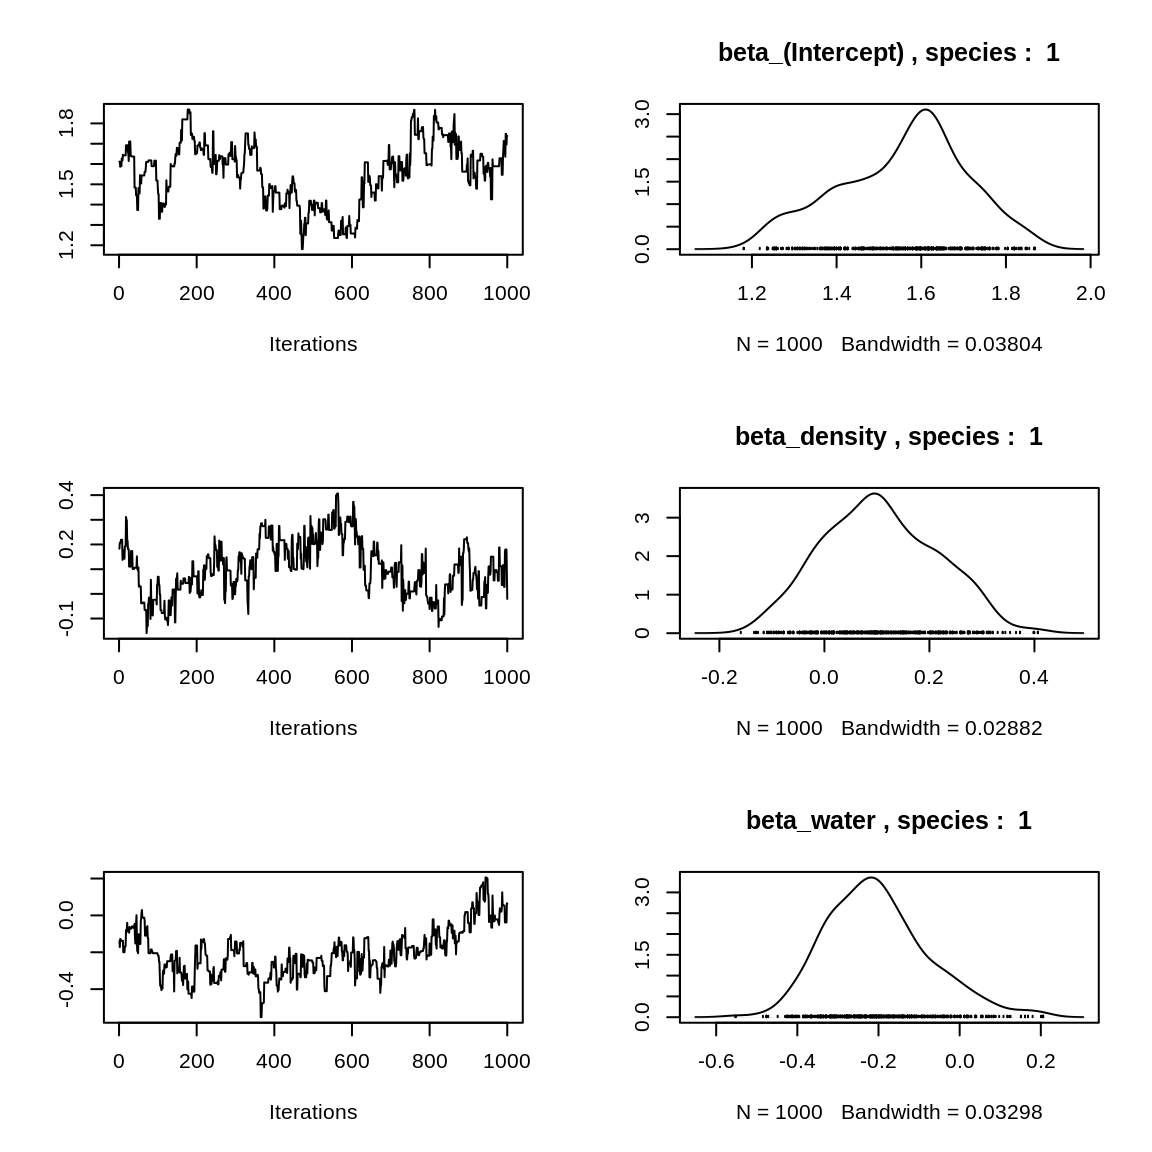 beta_(Intercept) , species :  1
1.2 1.5 1.8
0 200 400 600 800 1000
Iterations
0.0 1.5 3.0
1.2 1.4 1.6 1.8 2.0
N = 1000   Bandwidth = 0.03804
beta_density , species :  1
-0.1 0.2 0.4
0 200 400 600 800 1000
Iterations
0 1 2 3
-0.2 0.0 0.2 0.4
N = 1000   Bandwidth = 0.02882
beta_water , species :  1
-0.4 0.0
0 200 400 600 800 1000
Iterations
0.0 1.5 3.0
-0.6 -0.4 -0.2 0.0 0.2
N = 1000   Bandwidth = 0.03298